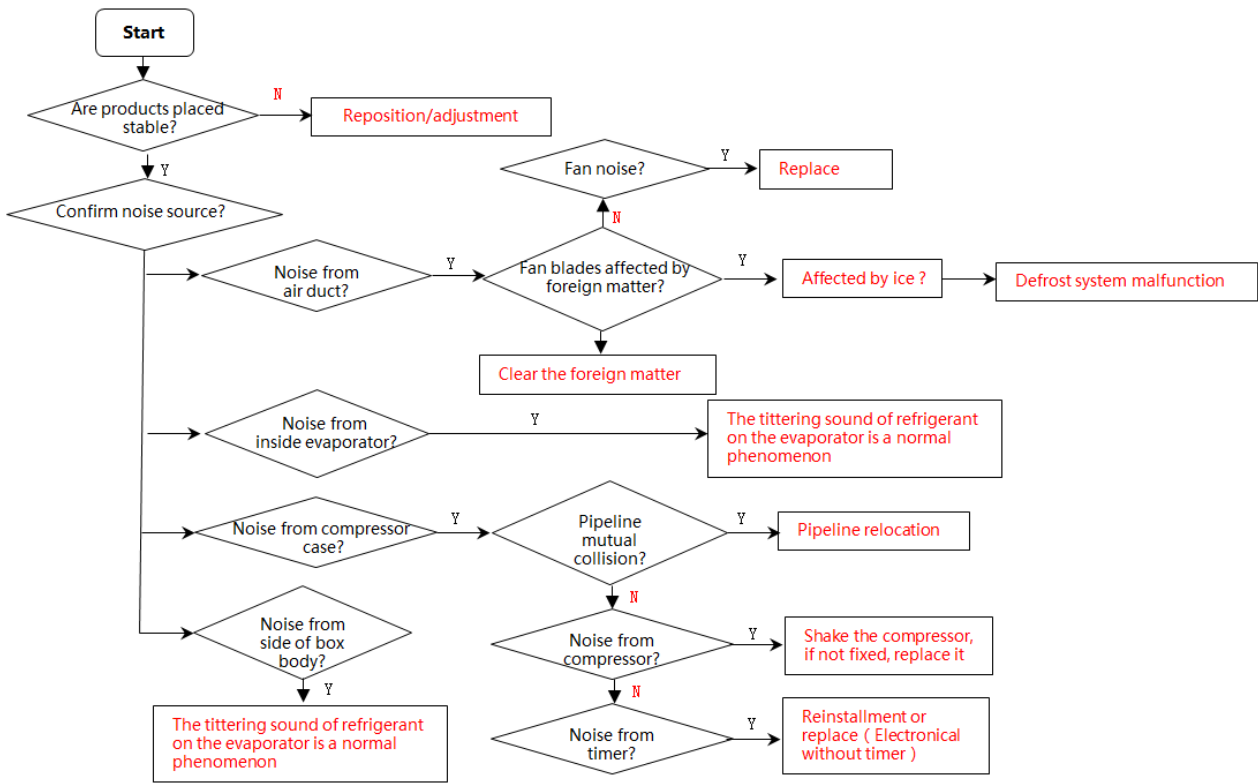 Start
Are products placed
stable?
N
Reposition/adjustment
Y
Confirm noise source?
Fan noise?
Y
Replace
N
Noise from
air duct?
Y
Fan blades affected by
foreign matter?
Y
Affected by ice ?
Defrost system malfunction
Clear the foreign matter
Noise from
inside evaporator?
Y
The tittering sound of refrigerant
on the evaporator is a normal
phenomenon
Noise from compressor
case?
Y
Pipeline
mutual
collision?
Y
Pipeline relocation
N
Noise from
side of box
body?
Y
The tittering sound of refrigerant
on the evaporator is a normal
phenomenon
Noise from
compressor?
Y
Shake the compressor,
if not fixed, replace it
N
Noise from
timer?
Y
Reinstallment or
replace ( Electronical
without timer )